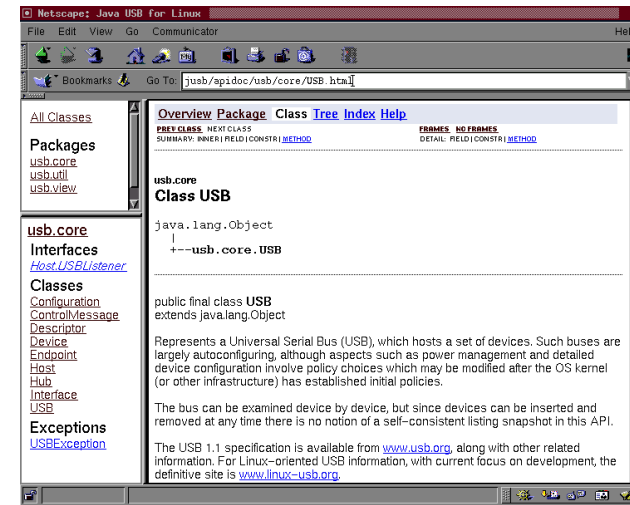 Netscape: Java USB for Linux
File Edit View Go Communicator Hel
Bookmarks Go To: jusb/apidoc/usb/core/USB.html
All Classes
Packages
usb.core
usb.util
usb.view
usb.core
Interfaces
Host.USBListener
Classes
Configuration
ControlMessage
Descriptor
Device
Endpoint
Host
Hub
Interface
USB
Exceptions
USBException
Overview Package Class Tree Index Help
PREV CLASS NEXT CLASS FRAMES NO FRAMES
SUMMARY: INNER | FIELD | CONSTR | METHOD DETAIL: FIELD | CONSTR | METHOD
usb.core
Class USB
java.lang.Object
|
+--usb.core.USB
public final class USB
extends java.lang.Object
Represents a Universal Serial Bus (USB), which hosts a set of devices. Such buses are
largely autoconfiguring, although aspects such as power management and detailed
device configuration involve policy choices which may be modified after the OS kernel
(or other infrastructure) has established initial policies.
The bus can be examined device by device, but since devices can be inserted and
removed at any time there is no notion of a self-consistent listing snapshot in this API.
The USB 1.1 specification is available from www.usb.org, along with other related
information. For Linux-oriented USB information, with current focus on development, the
definitive site is www.linux-usb.org.